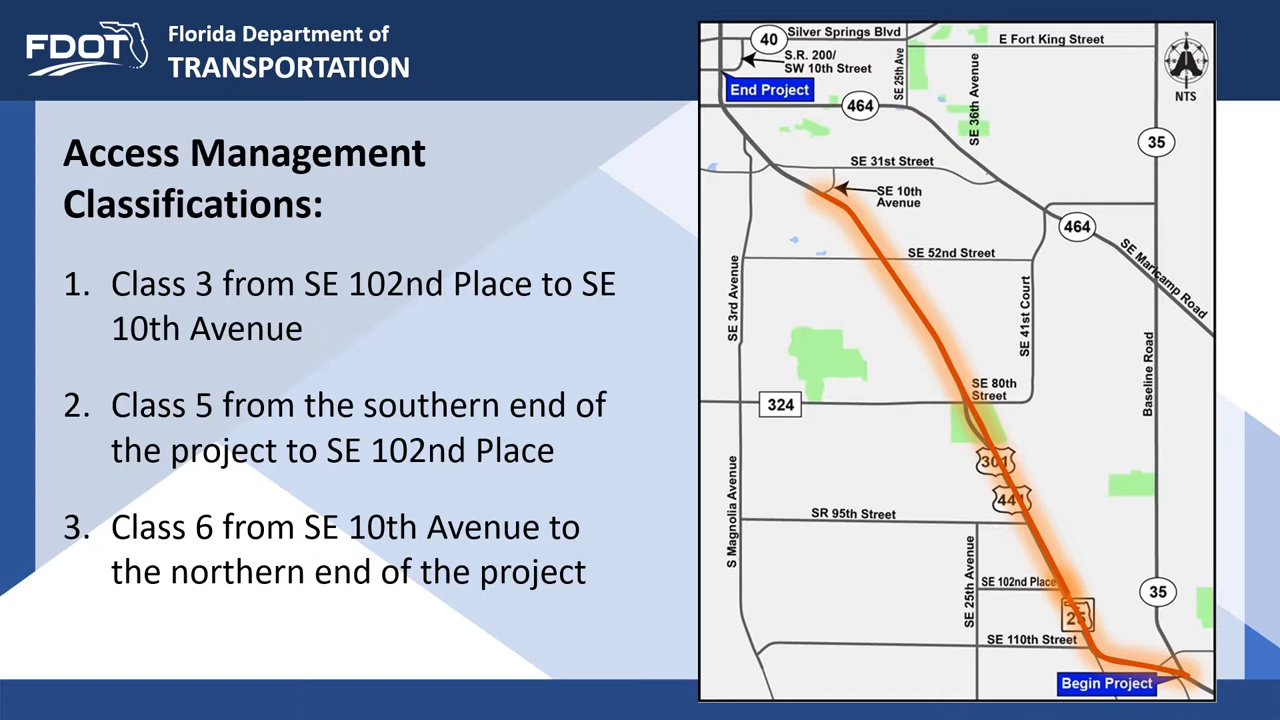 FDOT
Florida Department of
TRANSPORTATION
Access Management
Classifications:
1. Class 3 from SE 102nd Place to SE
10th Avenue
2. Class 5 from the southern end of
the project to SE 102nd Place
3. Class 6 from SE 10th Avenue to
the northern end of the project
40
Silver Springs Blvd
E Fort King Street
S.R. 200/
SW 10th Street
SE 25th Ave
SE 36th Avenue
N
NTS
End Project
464
35
SE 31st Street
SE 10th
Avenue
464
SE Maricamp Road
SE 52nd Street
SE 3rd Avenue
SE 41st Court
Baseline Road
SE 80th
Street
324
301
441
S Magnolia Avenue
SR 95th Street
SE 25th Avenue
SE 102nd Place
35
25
SE 110th Street
Begin Project